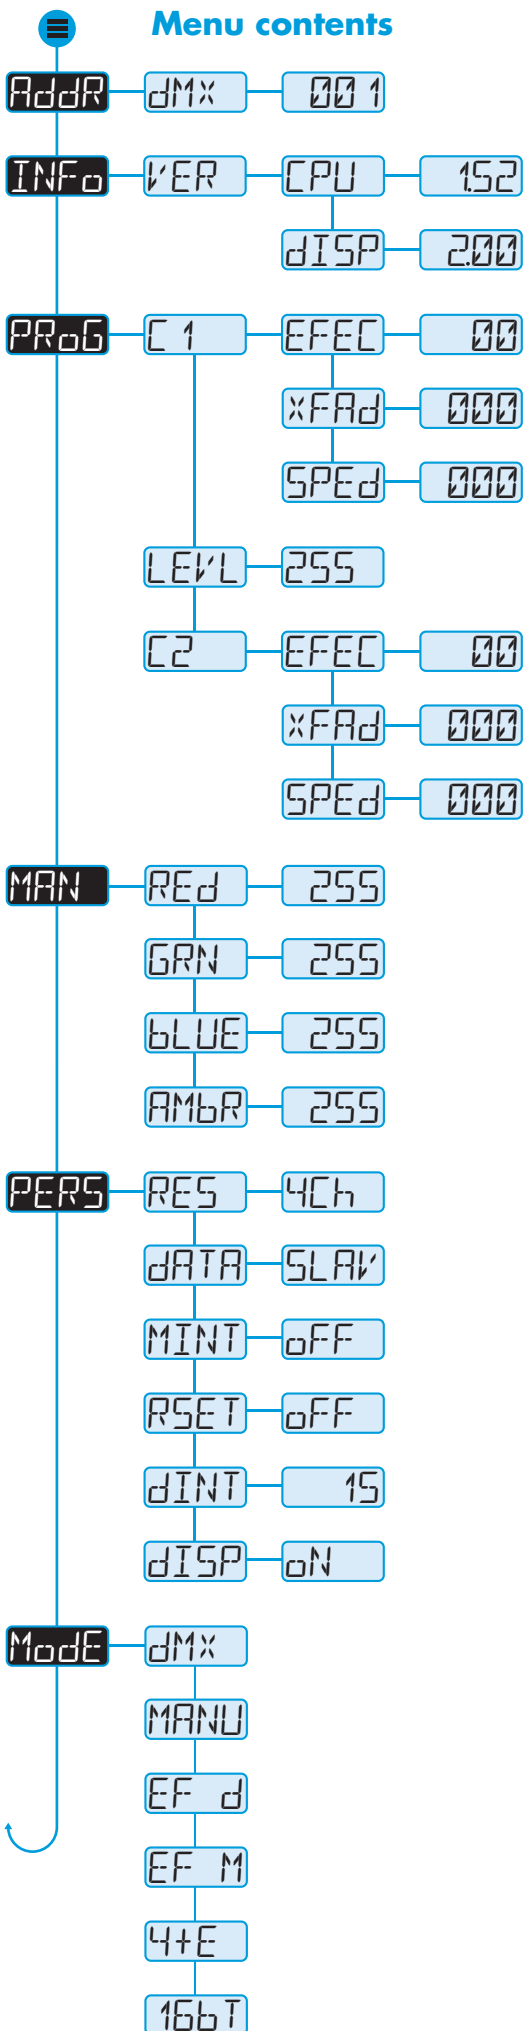 Menu contents
AddR dMX 001
INFo VER CPU 1.52
dISP 2.00
PRoG C 1 EFEC 00
XFAd 000
SPEd 000
LEVL 255
C2 EFEC 00
XFAd 000
SPEd 000
MAN REd 255
GRN 255
bLUE 255
AMbR 255
PERS RES 4Ch
dATA SLAV
MINT oFF
RSET oFF
dINT 15
dISP oN
ModE dMX
MANU
EF d
EF M
4+E
16bT